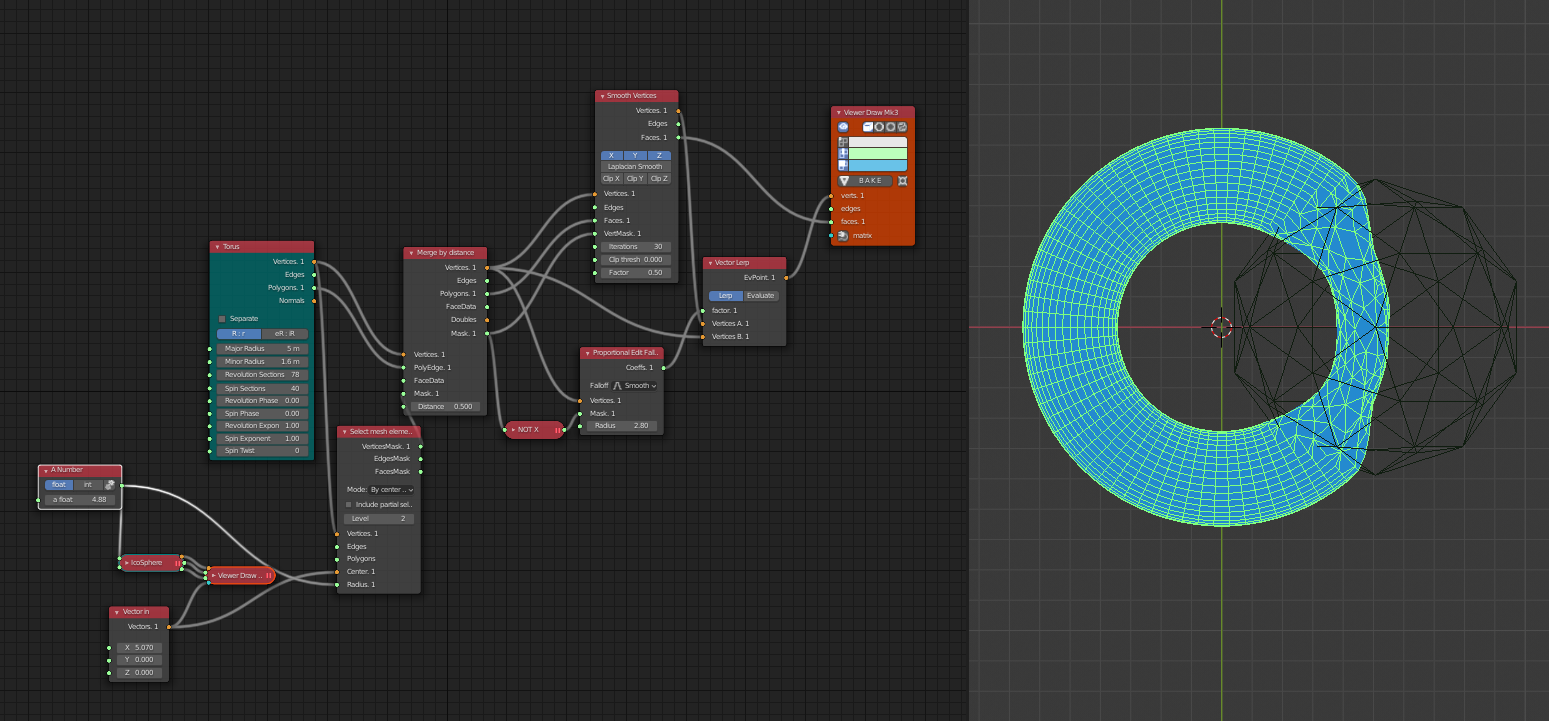 Smooth Vertices
Vertices. 1
Edges
Faces. 1
X Y Z
Laplacian Smooth
Clip X Clip Y Clip Z
Vertices. 1
Edges
Faces. 1
VertMask. 1
Iterations 30
Clip thresh 0.000
Factor 0.50
Viewer Draw Mk3
BAKE
verts. 1
edges
faces. 1
matrix
Torus
Vertices. 1
Edges
Polygons. 1
Normals
Separate
R : r eR : iR
Major Radius 5 m
Minor Radius 1.6 m
Revolution Sections 78
Spin Sections 40
Revolution Phase 0.00
Spin Phase 0.00
Revolution Expon 1.00
Spin Exponent 1.00
Spin Twist 0
Merge by distance
Vertices. 1
Edges
Polygons. 1
FaceData
Doubles
Mask. 1
Vertices. 1
PolyEdge. 1
FaceData
Mask. 1
Distance 0.500
Vector Lerp
EvPoint. 1
Lerp Evaluate
factor. 1
Vertices A. 1
Vertices B. 1
Proportional Edit Fall..
Coeffs. 1
Falloff Smooth
Vertices. 1
Mask. 1
Radius 2.80
NOT X
Select mesh eleme..
VerticesMask. 1
EdgesMask
FacesMask
Mode: By center ..
Include partial sel..
Level 2
Vertices. 1
Edges
Polygons
Center. 1
Radius. 1
A Number
float int
a float 4.88
IcoSphere
Viewer Draw ..
Vector in
Vectors. 1
X 5.070
Y 0.000
Z 0.000